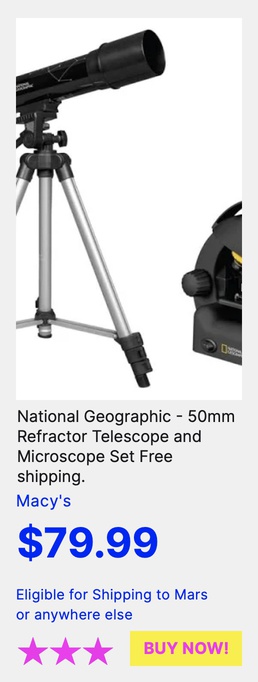 National Geographic - 50mm
Refractor Telescope and
Microscope Set Free
shipping.
Macy's
$79.99
Eligible for Shipping to Mars
or anywhere else
BUY NOW!